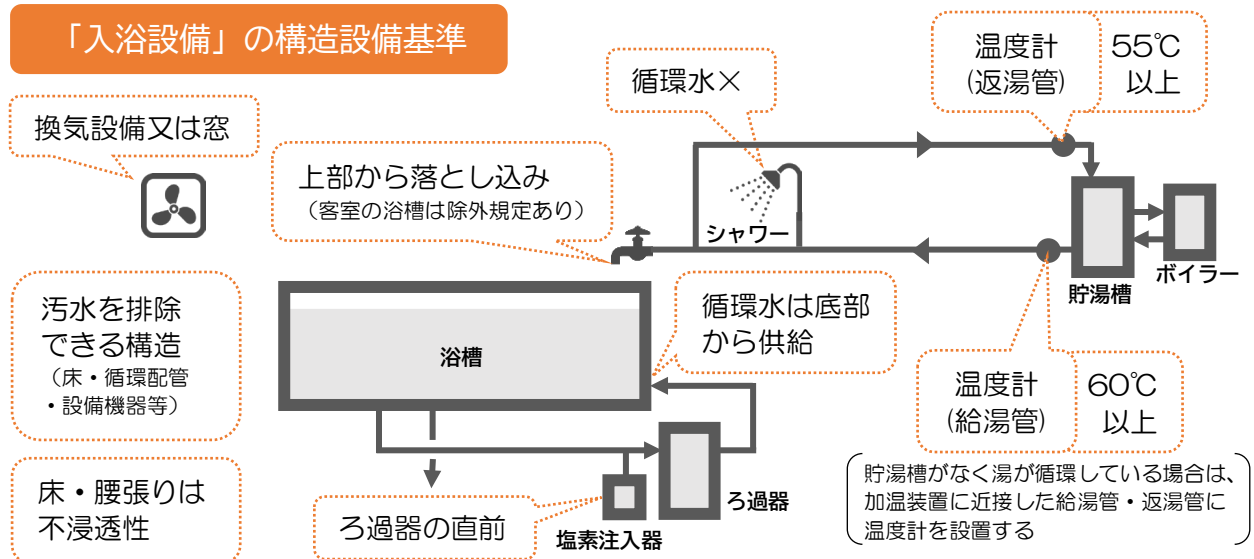 「入浴設備」の構造設備基準
換気設備又は窓
循環水×
温度計
(返湯管)
55℃
以上
上部から落とし込み
（客室の浴槽は除外規定あり）
シャワー
貯湯槽
ボイラー
汚水を排除
できる構造
（床・循環配管
・設備機器等）
浴槽
循環水は底部
から供給
温度計
(給湯管)
60℃
以上
床・腰張りは
不浸透性
ろ過器の直前
塩素注入器
ろ過器
貯湯槽がなく湯が循環している場合は、
加温装置に近接した給湯管・返湯管に
温度計を設置する